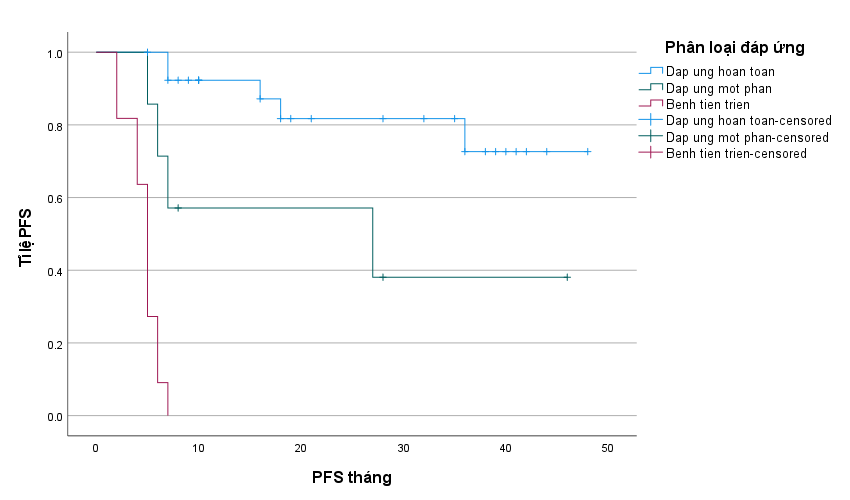 Phân loại đáp ứng
Dap ung hoan toan
Dap ung mot phan
Benh tien trien
Dap ung hoan toan-censored
Dap ung mot phan-censored
Benh tien trien-censored
Tỉ lệ PFS
1.0
0.8
0.6
0.4
0.2
0.0
0 10 20 30 40 50
PFS tháng